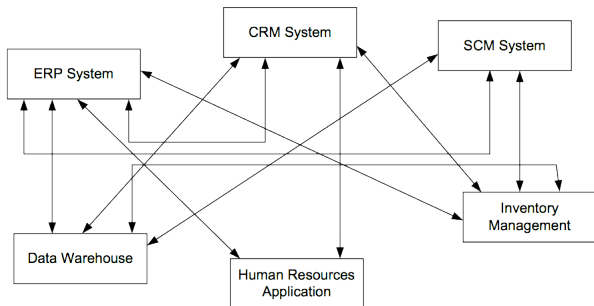 CRM System
SCM System
ERP System
Inventory
Management
Data Warehouse
Human Resources
Application